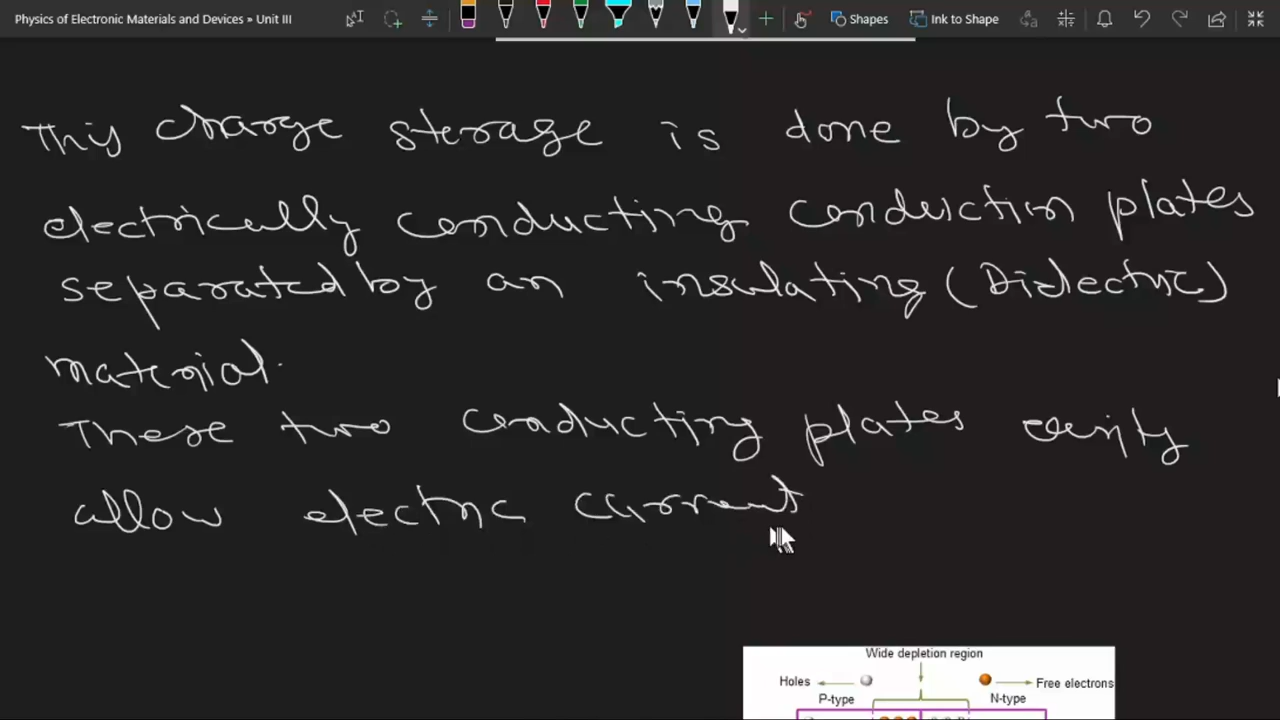 Physics of Electronic Materials and Devices » Unit III
Shapes
Ink to Shape
This charge storage is done by two
electrically conducting conduction plates
separated by an insulating (Dielectric)
material.
These two conducting plates
allow electric current
Wide depletion region
Holes
Free electrons
P-type
N-type